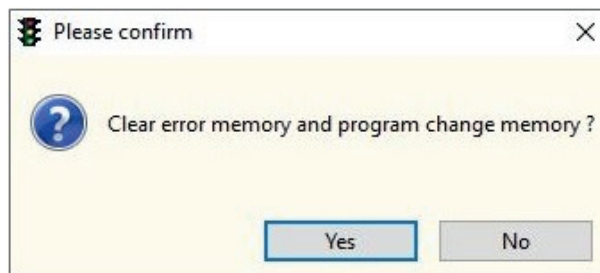 Please confirm
Clear error memory and program change memory ?
Yes
No